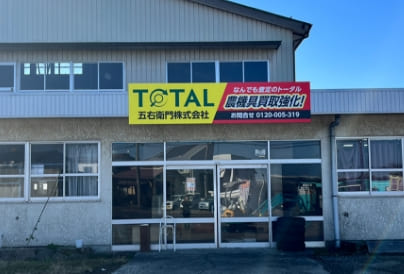 TOTAL
五右衛門株式会社
なんでも査定のトータル
農機具買取強化!
お問合せ 0120-005-319